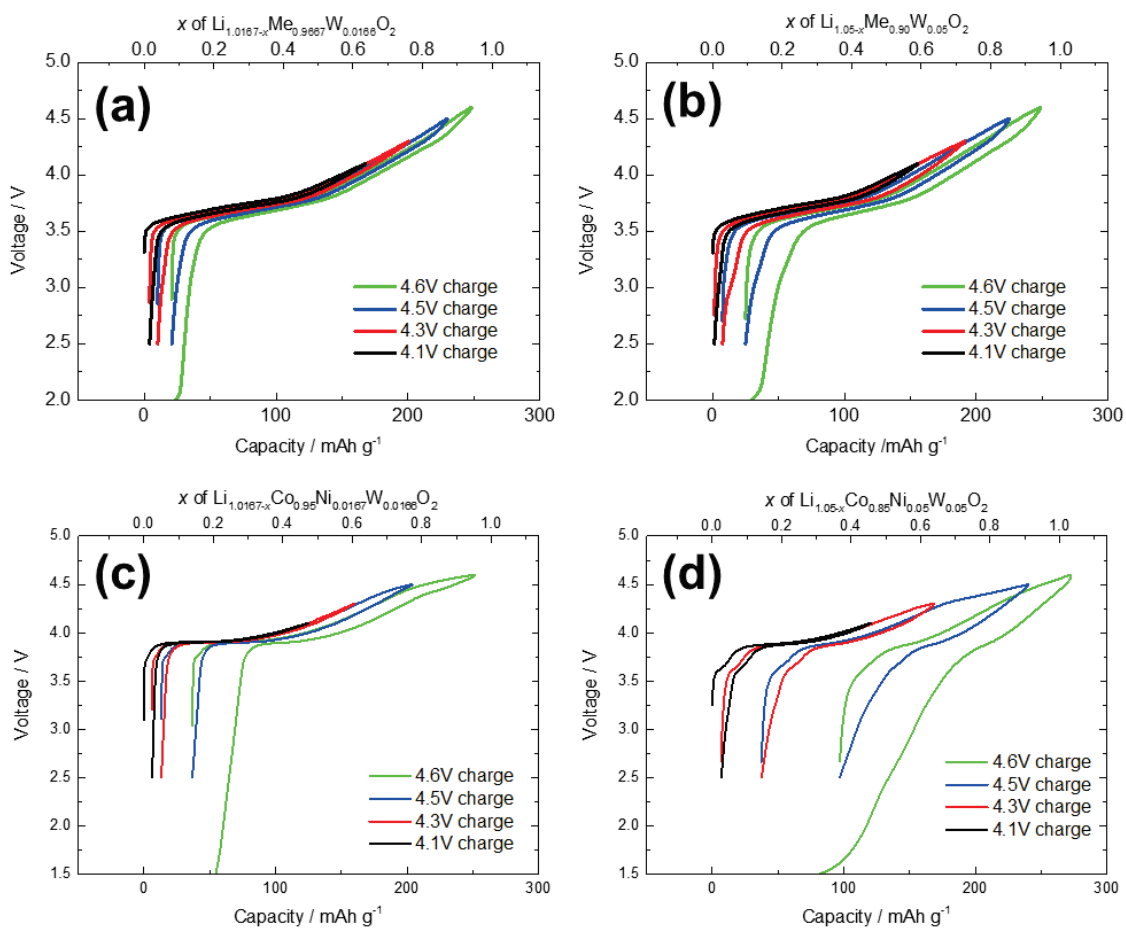 x of Li1.0167-xMe0.9667W0.0166O2
0.0 0.2 0.4 0.6 0.8 1.0
(a)
5.0
4.5
4.0
3.5
3.0
2.5
2.0
Voltage / V
4.6V charge
4.5V charge
4.3V charge
4.1V charge
0 100 200 300
Capacity / mAh g-1
x of Li1.05-xMe0.90W0.05O2
0.0 0.2 0.4 0.6 0.8 1.0
(b)
5.0
4.5
4.0
3.5
3.0
2.5
2.0
Voltage / V
4.6V charge
4.5V charge
4.3V charge
4.1V charge
0 100 200 300
Capacity /mAh g-1
x of Li1.0167-xCo0.95Ni0.0167W0.0166O2
0.0 0.2 0.4 0.6 0.8 1.0
(c)
5.0
4.5
4.0
3.5
3.0
2.5
2.0
1.5
Voltage / V
4.6V charge
4.5V charge
4.3V charge
4.1V charge
0 100 200 300
Capacity / mAh g-1
x of Li1.05-xCo0.85Ni0.05W0.05O2
0.0 0.2 0.4 0.6 0.8 1.0
(d)
5.0
4.5
4.0
3.5
3.0
2.5
2.0
1.5
Voltage / V
4.6V charge
4.5V charge
4.3V charge
4.1V charge
0 100 200 300
Capacity / mAh g-1